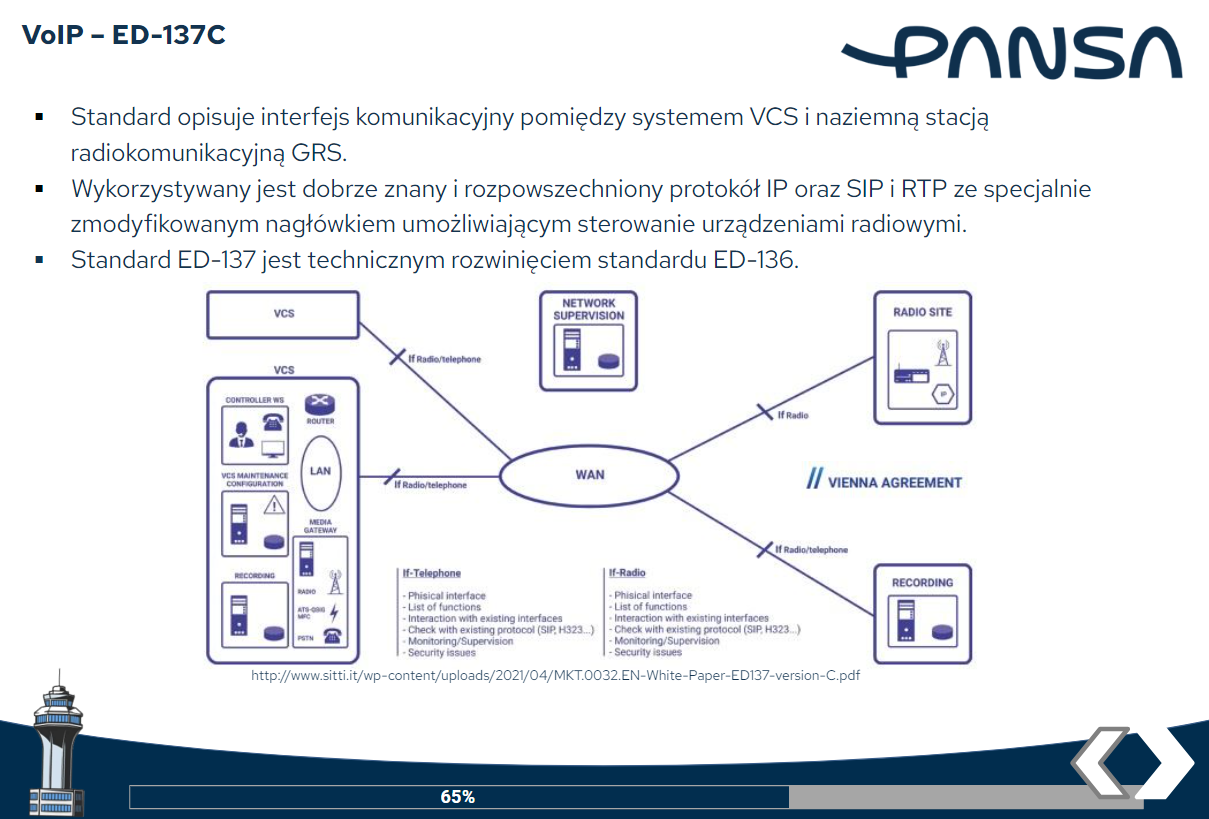 VoIP – ED-137C
PANSA
▪ Standard opisuje interfejs komunikacyjny pomiędzy systemem VCS i naziemną stacją
radiokomunikacyjną GRS.
▪ Wykorzystywany jest dobrze znany i rozpowszechniony protokół IP oraz SIP i RTP ze specjalnie
zmodyfikowanym nagłówkiem umożliwiającym sterowanie urządzeniami radiowymi.
▪ Standard ED-137 jest technicznym rozwinięciem standardu ED-136.
VCS
If Radio/telephone
NETWORK
SUPERVISION
RADIO SITE
IP
If Radio
VCS
CONTROLLER WS
ROUTER
LAN
VCS MAINTENANCE
CONFIGURATION
MEDIA
GATEWAY
RADIO
ATS-QSIG
MFC
PSTN
RECORDING
If Radio/telephone
WAN
// VIENNA AGREEMENT
If Radio/telephone
RECORDING
If-Telephone
- Phisical interface
- List of functions
- Interaction with existing interfaces
- Check with existing protocol (SIP, H323...)
- Monitoring/Supervision
- Security issues
If-Radio
- Phisical interface
- List of functions
- Interaction with existing interfaces
- Check with existing protocol (SIP, H323...)
- Monitoring/Supervision
- Security issues
http://www.sitti.it/wp-content/uploads/2021/04/MKT.0032.EN-White-Paper-ED137-version-C.pdf
65%